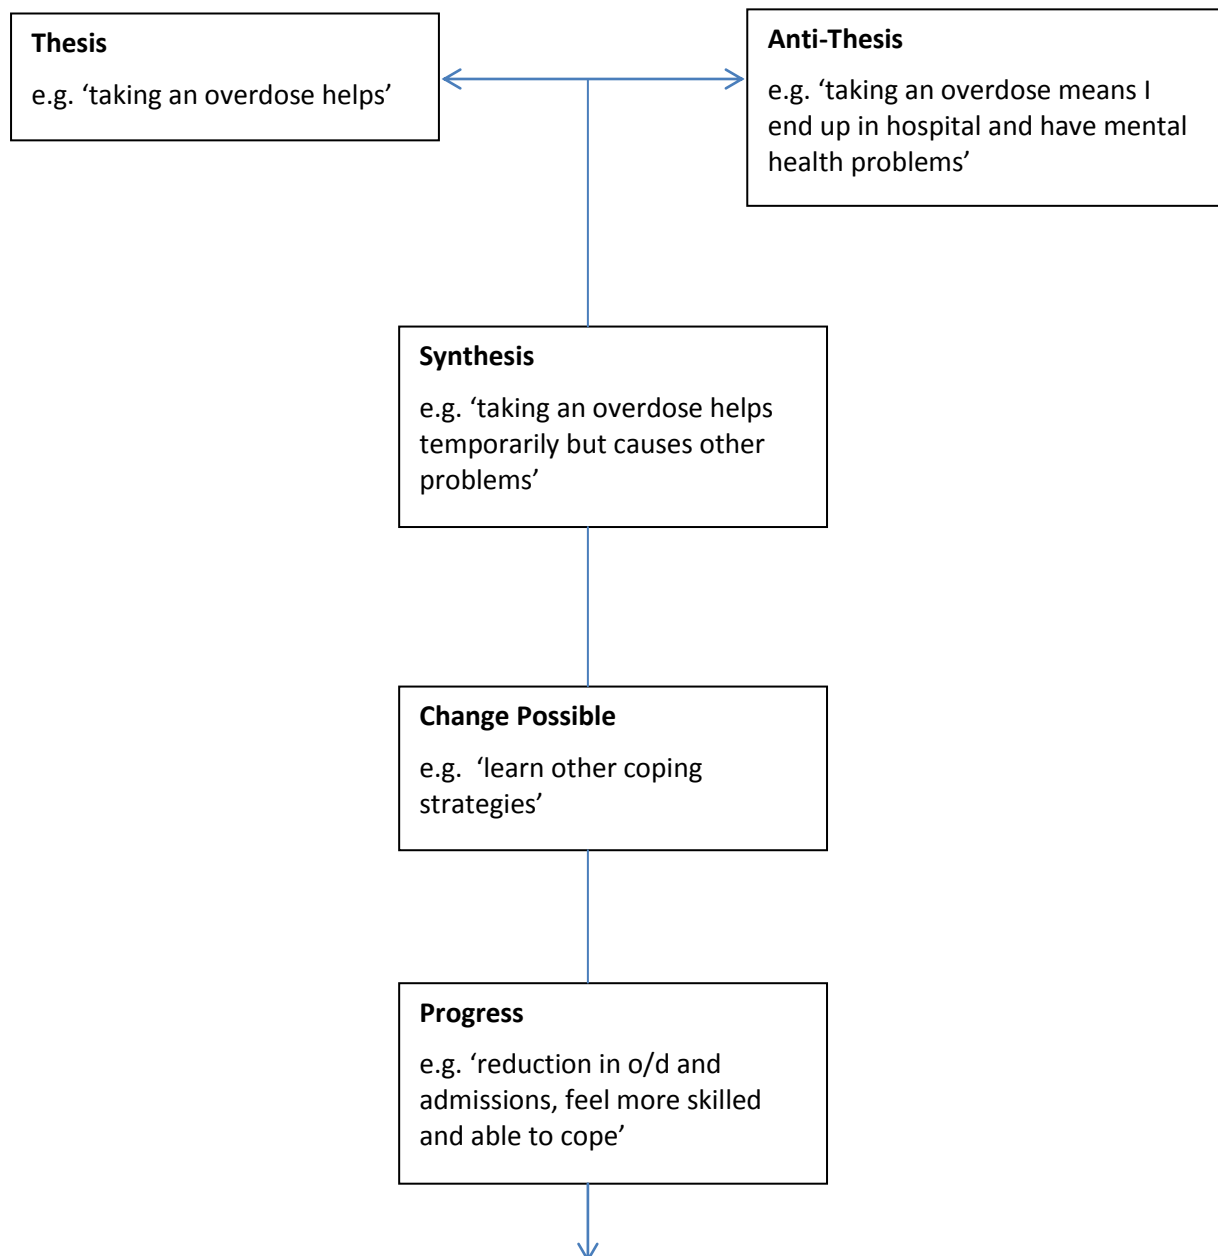 Thesis
e.g. ‘taking an overdose helps’
Anti-Thesis
e.g. ‘taking an overdose means I
end up in hospital and have mental
health problems’
Synthesis
e.g. ‘taking an overdose helps
temporarily but causes other
problems’
Change Possible
e.g.  ‘learn other coping
strategies’
Progress
e.g. ‘reduction in o/d and
admissions, feel more skilled
and able to cope’